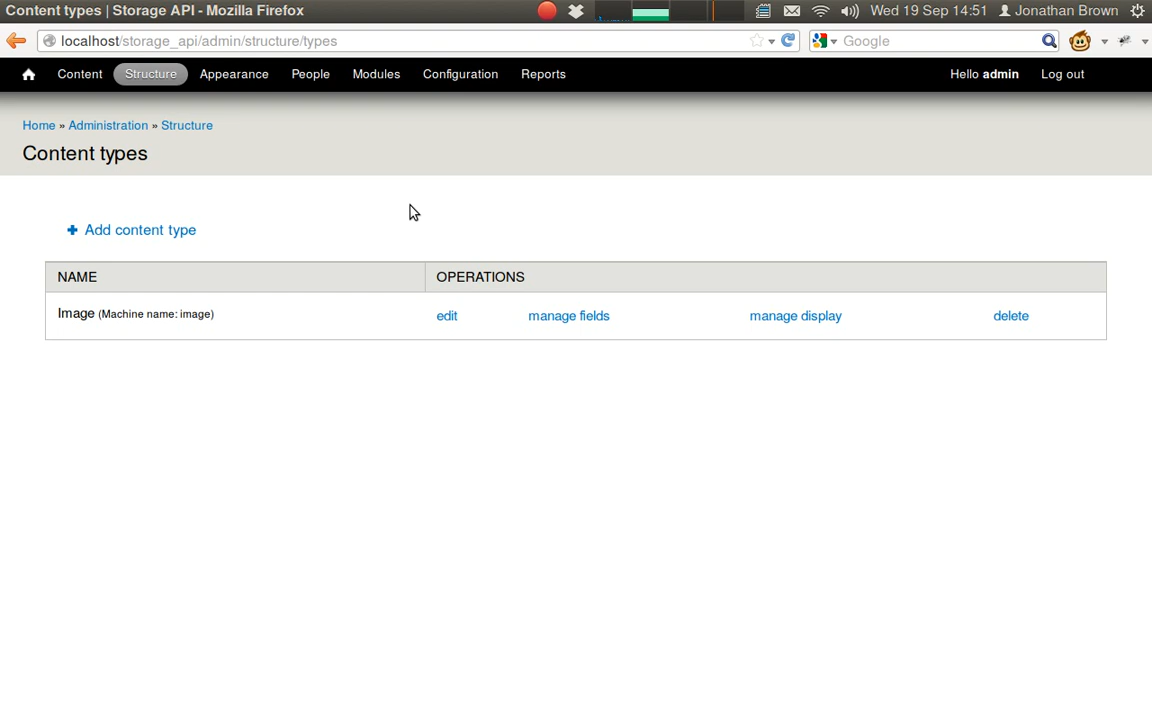 Content types | Storage API - Mozilla Firefox
Wed 19 Sep 14:51 Jonathan Brown
localhost/storage_api/admin/structure/types
Google
Content Structure Appearance People Modules Configuration Reports Hello admin Log out
Home » Administration » Structure
Content types
Add content type
NAME OPERATIONS
Image (Machine name: image) edit manage fields manage display delete